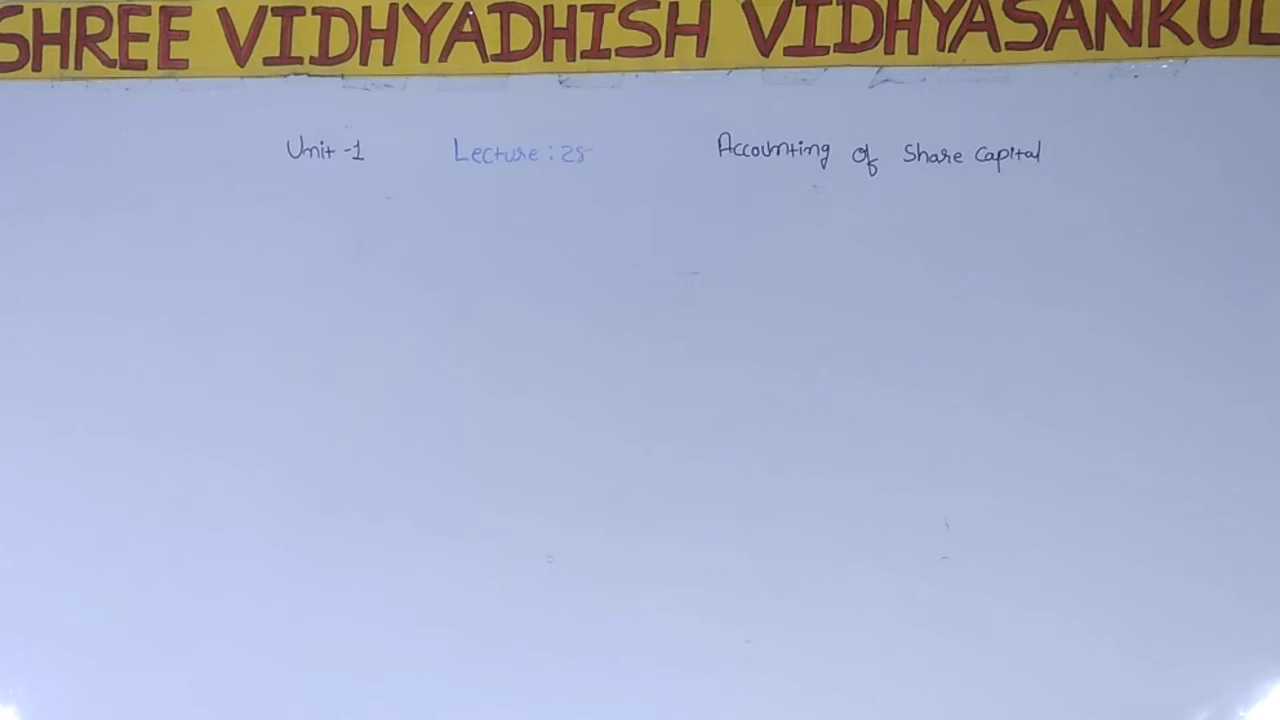 SHREE VIDHYADHISH VIDHYASANKUL
Unit-1 Lecture:28 Accounting of Share Capital